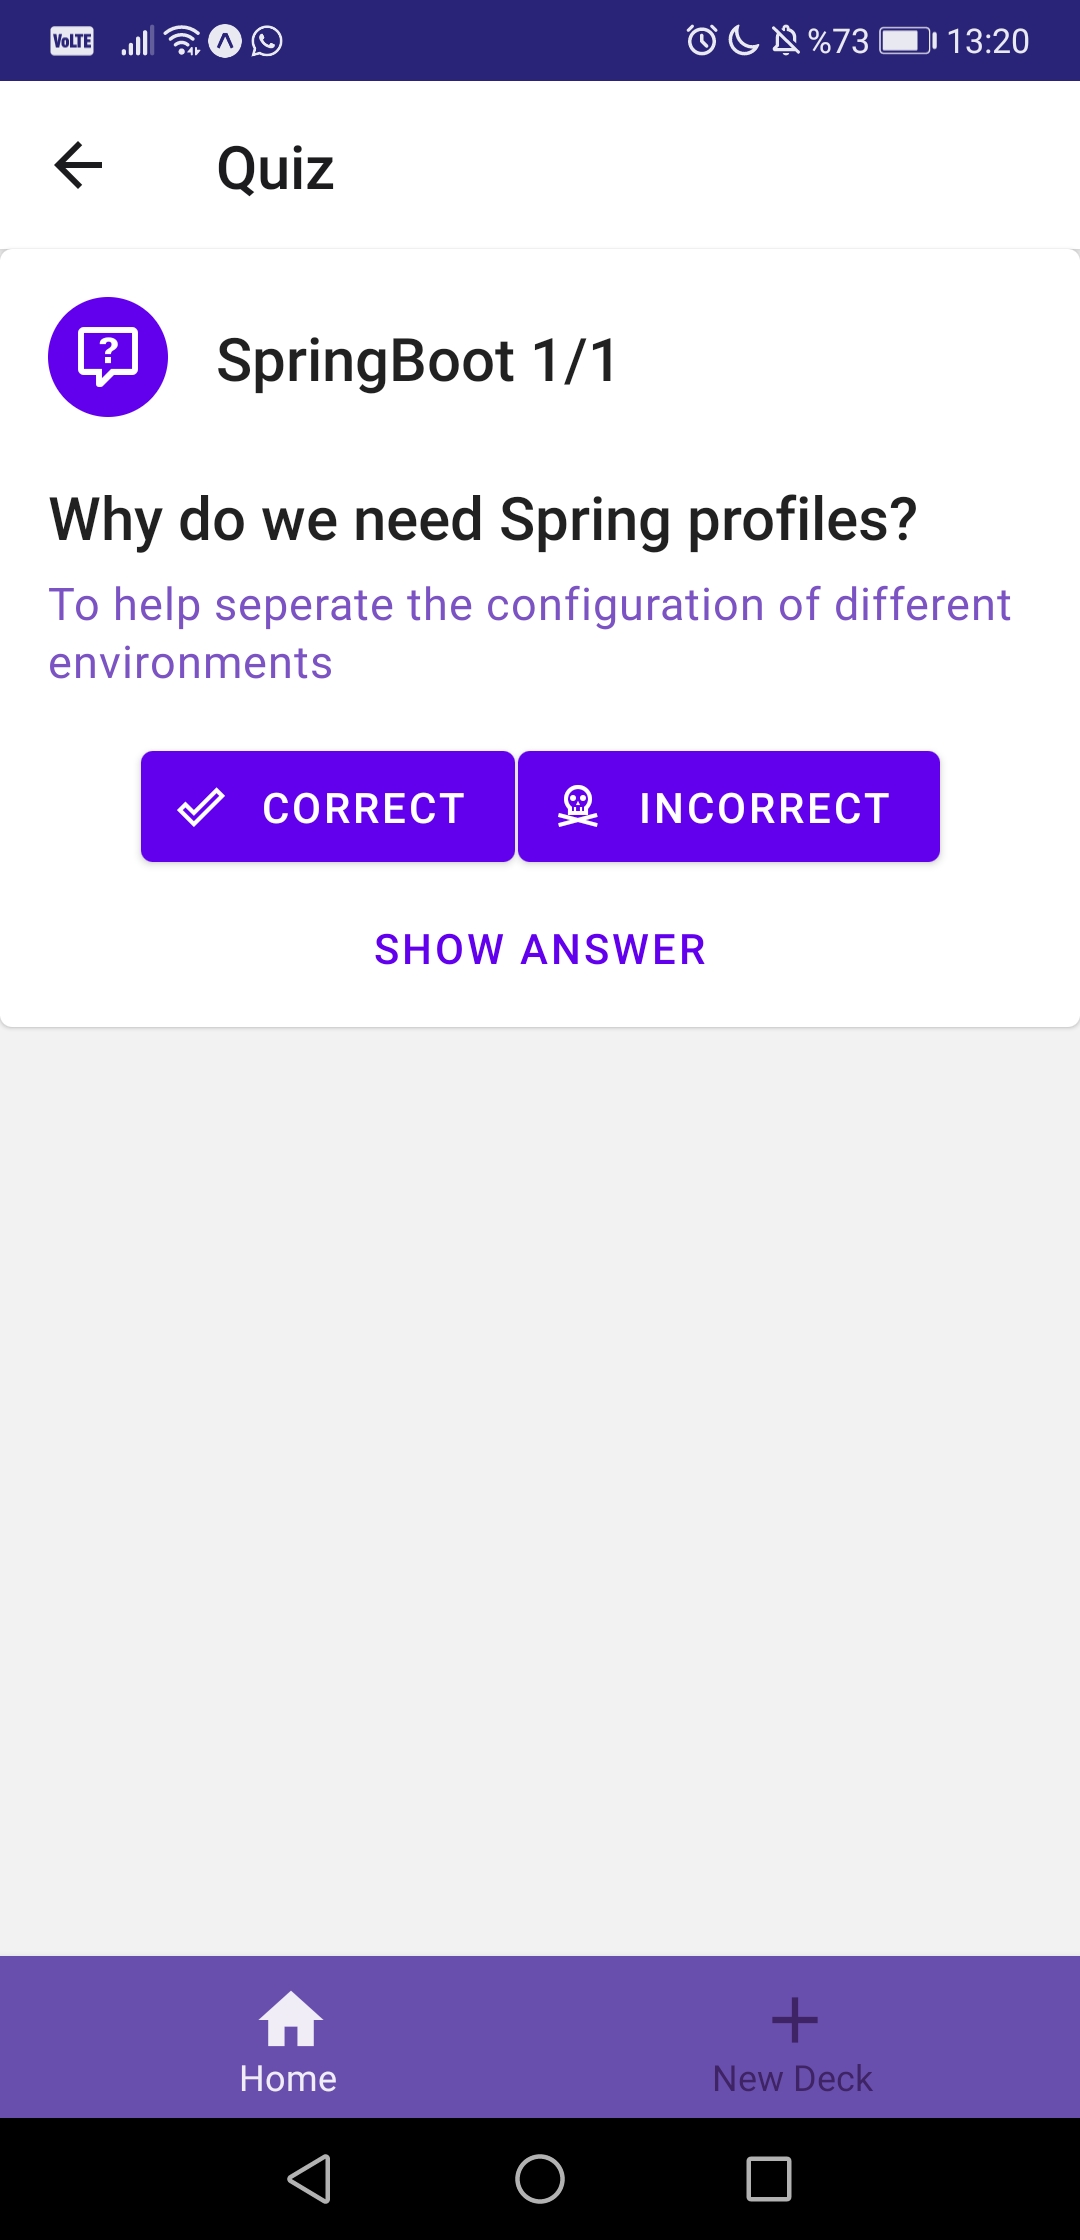 VoLTE %73 13:20
Quiz
?
SpringBoot 1/1
Why do we need Spring profiles?
To help seperate the configuration of different
environments
CORRECT INCORRECT
SHOW ANSWER
Home New Deck